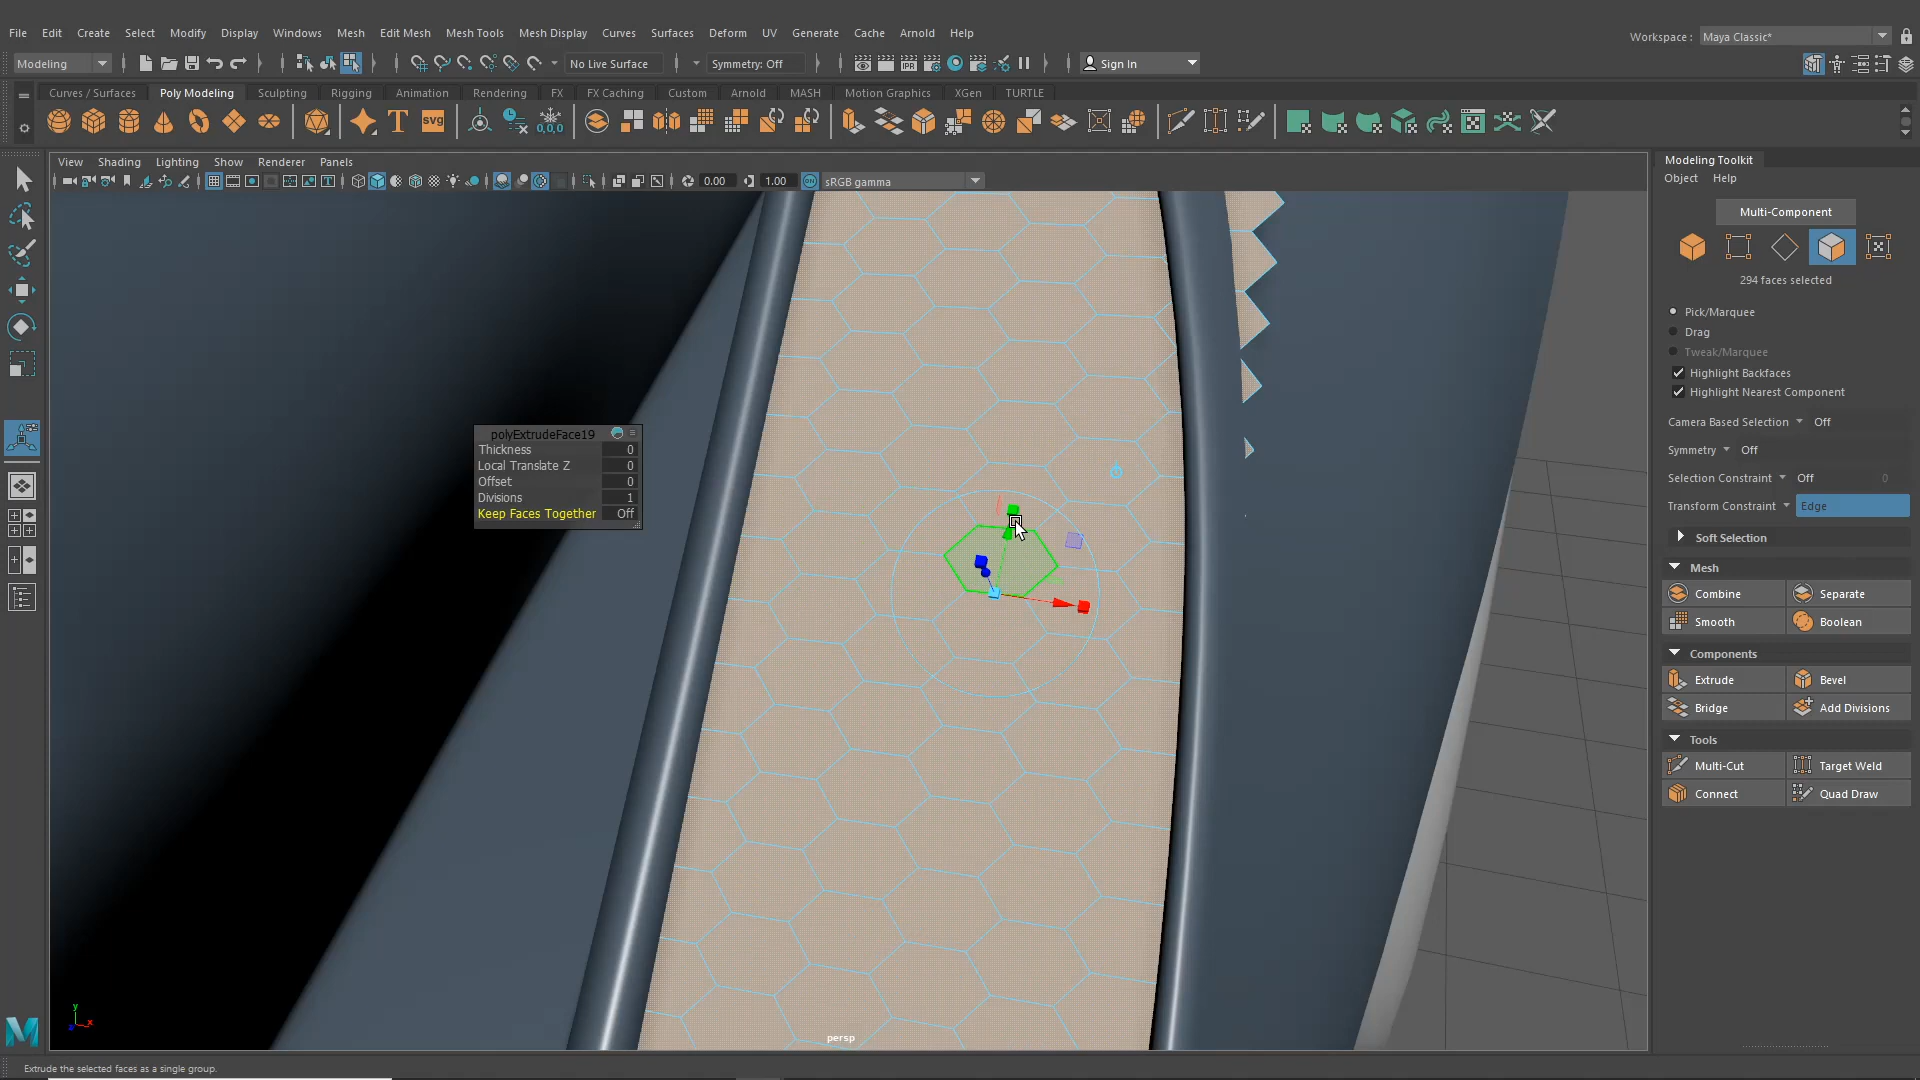 File Edit Create Select Modify Display Windows Mesh Edit Mesh Mesh Tools Mesh Display Curves Surfaces Deform UV Generate Cache Arnold Help
Workspace : Maya Classic*
Modeling No Live Surface Symmetry: Off Sign In
Curves / Surfaces Poly Modeling Sculpting Rigging Animation Rendering FX FX Caching Custom Arnold MASH Motion Graphics XGen TURTLE
T svg 0,0,0
View Shading Lighting Show Renderer Panels
0.00 1.00 ON sRGB gamma
polyExtrudeFace19
Thickness 0
Local Translate Z 0
Offset 0
Divisions 1
Keep Faces Together Off
y
z x
persp
Extrude the selected faces as a single group.
Modeling Toolkit
Object Help
Multi-Component
294 faces selected
Pick/Marquee
Drag
Tweak/Marquee
Highlight Backfaces
Highlight Nearest Component
Camera Based Selection Off
Symmetry Off
Selection Constraint Off 0
Transform Constraint Edge
Soft Selection
Mesh
Combine Separate
Smooth Boolean
Components
Extrude Bevel
Bridge Add Divisions
Tools
Multi-Cut Target Weld
Connect Quad Draw